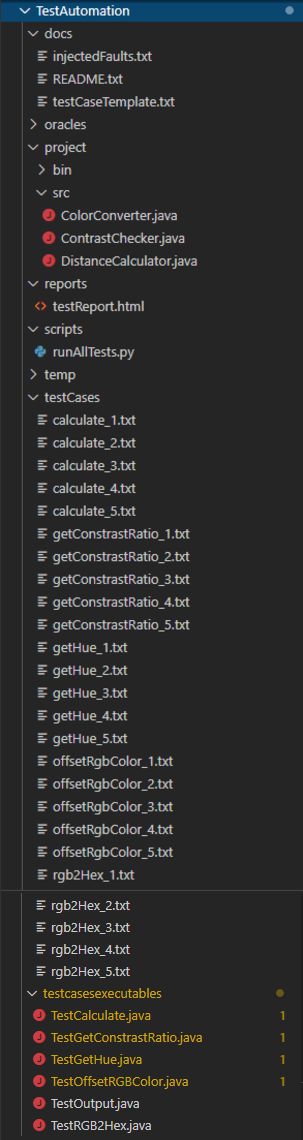 TestAutomation
docs
injectedFaults.txt
README.txt
testCaseTemplate.txt
oracles
project
bin
src
ColorConverter.java
ContrastChecker.java
DistanceCalculator.java
reports
testReport.html
scripts
runAllTests.py
temp
testCases
calculate_1.txt
calculate_2.txt
calculate_3.txt
calculate_4.txt
calculate_5.txt
getConstrastRatio_1.txt
getConstrastRatio_2.txt
getConstrastRatio_3.txt
getConstrastRatio_4.txt
getConstrastRatio_5.txt
getHue_1.txt
getHue_2.txt
getHue_3.txt
getHue_4.txt
getHue_5.txt
offsetRgbColor_1.txt
offsetRgbColor_2.txt
offsetRgbColor_3.txt
offsetRgbColor_4.txt
offsetRgbColor_5.txt
rgb2Hex_1.txt
rgb2Hex_2.txt
rgb2Hex_3.txt
rgb2Hex_4.txt
rgb2Hex_5.txt
testcasesexecutables
TestCalculate.java 1
TestGetConstrastRatio.java 1
TestGetHue.java 1
TestOffsetRGBColor.java 1
TestOutput.java
TestRGB2Hex.java